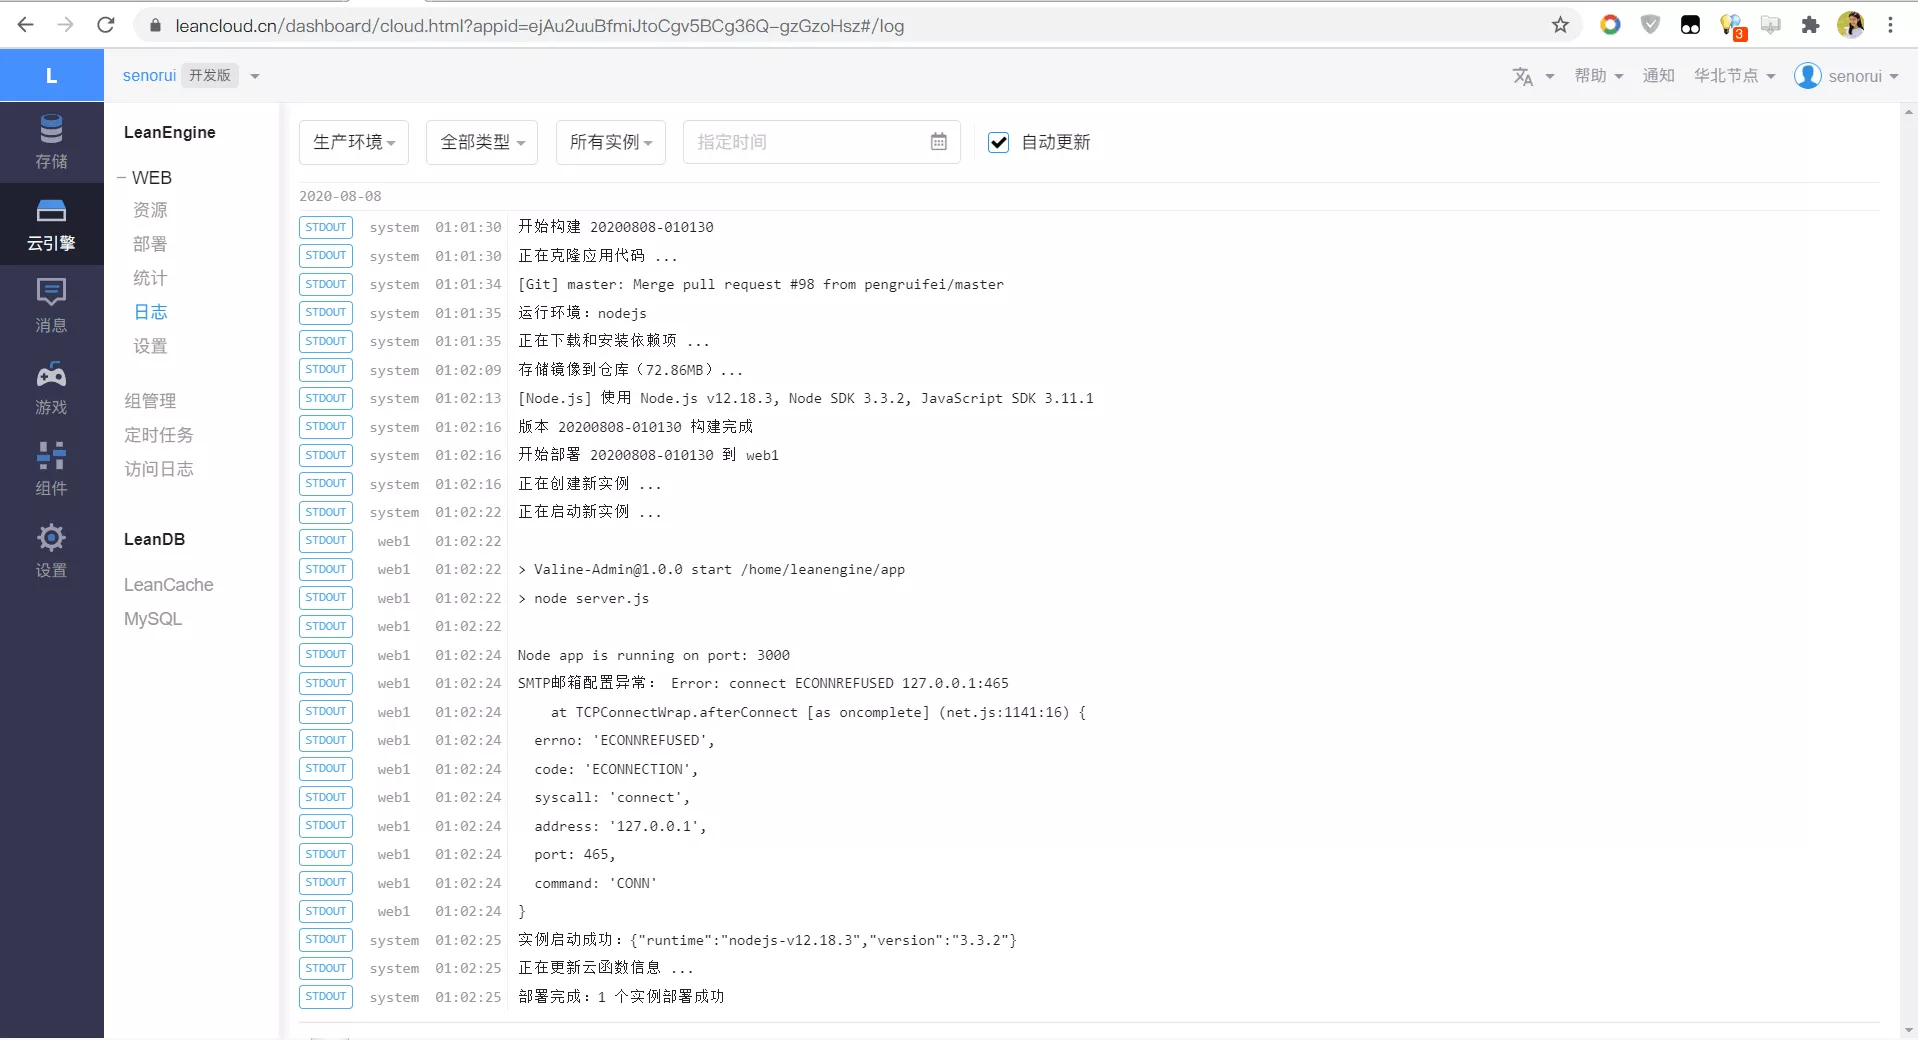 leancloud.cn/dashboard/cloud.html?appid=ejAu2uuBfmiJtoCgv5BCg36Q-gzGzoHsz#/log
3
L
senorui 开发版
帮助 通知 华北节点 senorui
存储
云引擎
消息
游戏
组件
设置
LeanEngine
WEB
资源
部署
统计
日志
设置
组管理
定时任务
访问日志
LeanDB
LeanCache
MySQL
生产环境 全部类型 所有实例 指定时间 自动更新
2020-08-08
STDOUT system 01:01:30 开始构建 20200808-010130
STDOUT system 01:01:30 正在克隆应用代码 ...
STDOUT system 01:01:34 [Git] master: Merge pull request #98 from pengruifei/master
STDOUT system 01:01:35 运行环境：nodejs
STDOUT system 01:01:35 正在下载和安装依赖项 ...
STDOUT system 01:02:09 存储镜像到仓库（72.86MB）...
STDOUT system 01:02:13 [Node.js] 使用 Node.js v12.18.3, Node SDK 3.3.2, JavaScript SDK 3.11.1
STDOUT system 01:02:16 版本 20200808-010130 构建完成
STDOUT system 01:02:16 开始部署 20200808-010130 到 web1
STDOUT system 01:02:16 正在创建新实例 ...
STDOUT system 01:02:22 正在启动新实例 ...
STDOUT web1 01:02:22
STDOUT web1 01:02:22 > Valine-Admin@1.0.0 start /home/leanengine/app
STDOUT web1 01:02:22 > node server.js
STDOUT web1 01:02:22
STDOUT web1 01:02:24 Node app is running on port: 3000
STDOUT web1 01:02:24 SMTP邮箱配置异常： Error: connect ECONNREFUSED 127.0.0.1:465
STDOUT web1 01:02:24 at TCPConnectWrap.afterConnect [as oncomplete] (net.js:1141:16) {
STDOUT web1 01:02:24 errno: 'ECONNREFUSED',
STDOUT web1 01:02:24 code: 'ECONNECTION',
STDOUT web1 01:02:24 syscall: 'connect',
STDOUT web1 01:02:24 address: '127.0.0.1',
STDOUT web1 01:02:24 port: 465,
STDOUT web1 01:02:24 command: 'CONN'
STDOUT web1 01:02:24 }
STDOUT system 01:02:25 实例启动成功：{"runtime":"nodejs-v12.18.3","version":"3.3.2"}
STDOUT system 01:02:25 正在更新云函数信息 ...
STDOUT system 01:02:25 部署完成：1 个实例部署成功